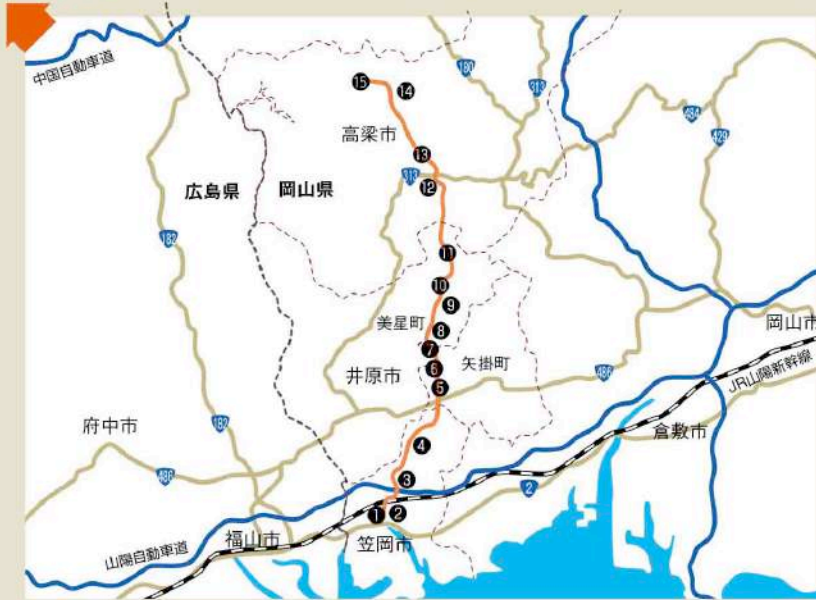 中国自動車道
180
313
484
429
⑮
⑭
高梁市
⑬
313
⑫
広島県
岡山県
182
⑪
⑩
⑨
美星町
⑧
⑦
矢掛町
⑥
井原市
⑤
486
岡山市
JR山陽新幹線
府中市
182
④
倉敷市
486
③
2
①
②
山陽自動車道
福山市
笠岡市